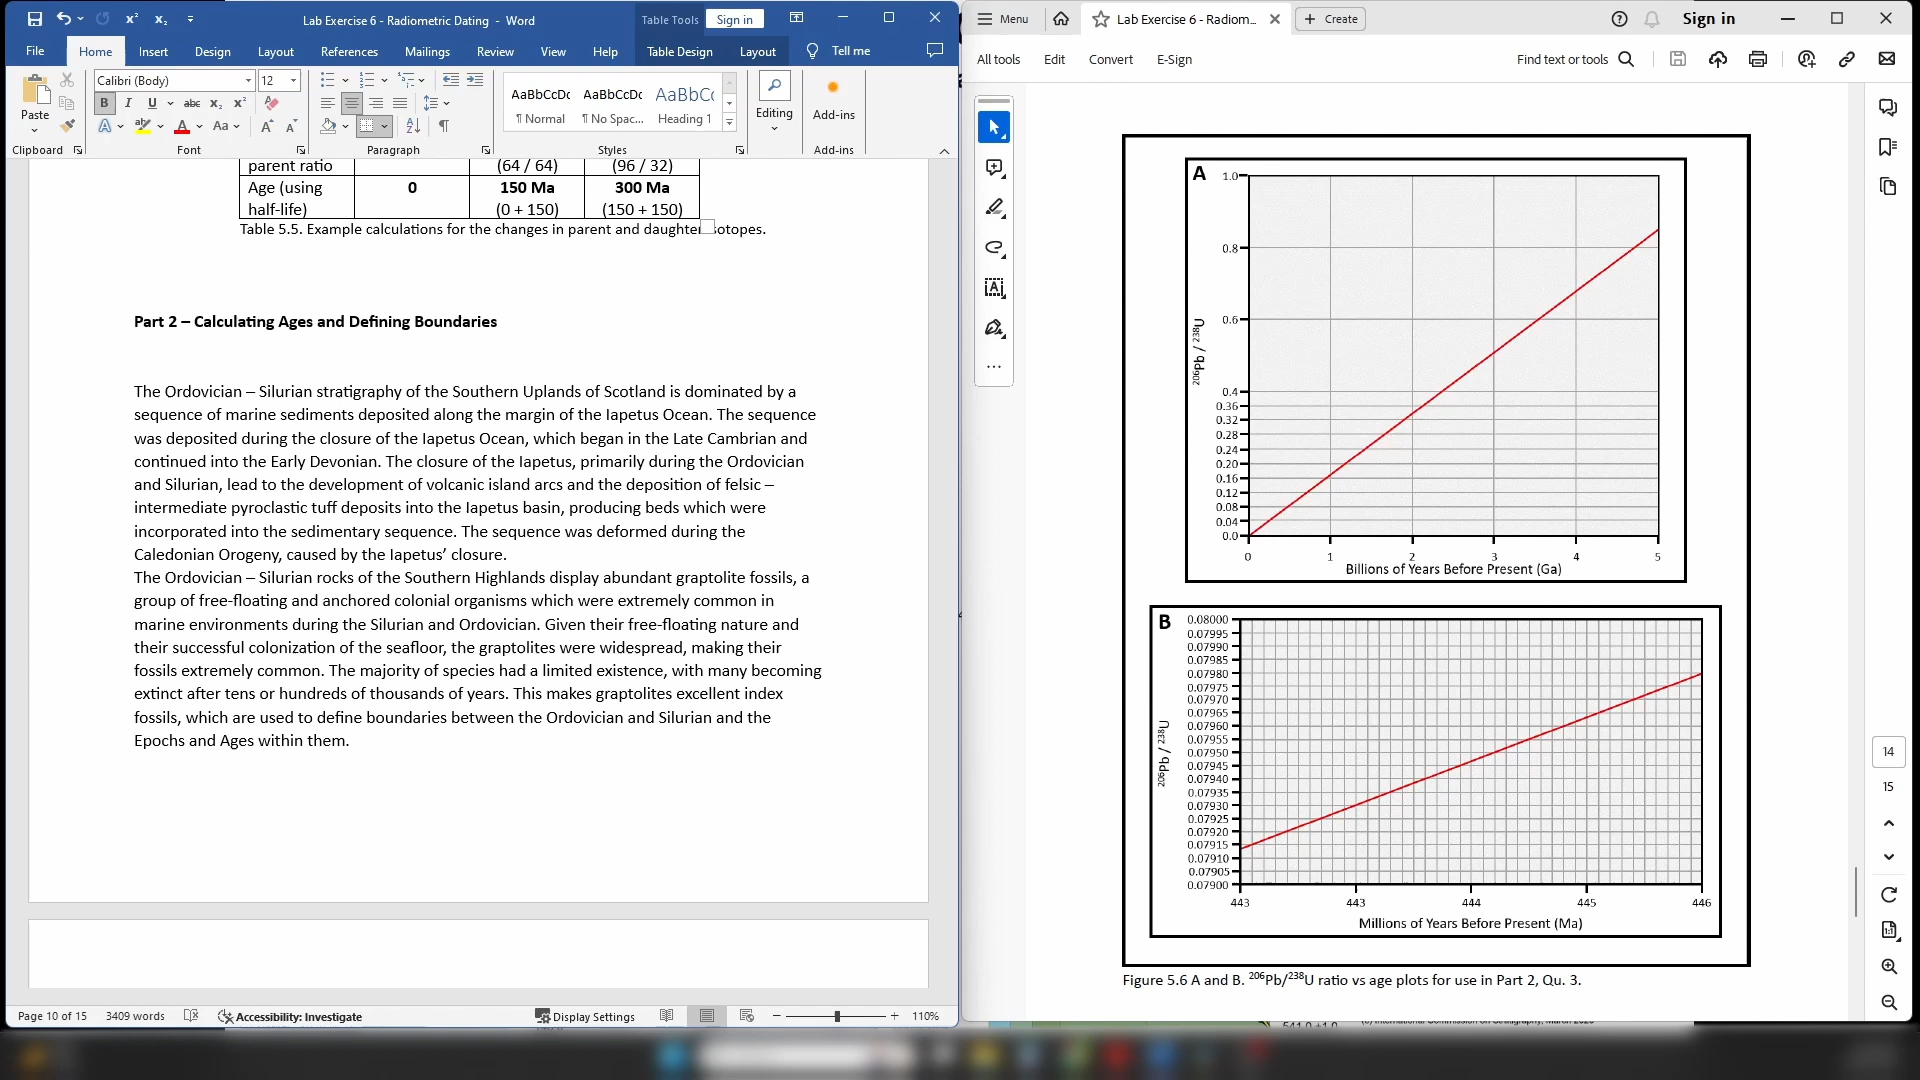 Lab Exercise 6 - Radiometric Dating - Word
Table Tools
Sign in
File Home Insert Design Layout References Mailings Review View Help Table Design Layout Tell me
Paste
Clipboard
Calibri (Body) 12
Font
Paragraph
AaBbCcDc AaBbCcDc AaBbCc
¶ Normal ¶ No Spac... Heading 1
Styles
Editing
Add-ins
Add-ins
parent ratio (64 / 64) (96 / 32)
Age (using 0 150 Ma 300 Ma
half-life) (0 + 150) (150 + 150)
Table 5.5. Example calculations for the changes in parent and daughter sotopes.
Part 2 – Calculating Ages and Defining Boundaries
The Ordovician – Silurian stratigraphy of the Southern Uplands of Scotland is dominated by a
sequence of marine sediments deposited along the margin of the Iapetus Ocean. The sequence
was deposited during the closure of the Iapetus Ocean, which began in the Late Cambrian and
continued into the Early Devonian. The closure of the Iapetus, primarily during the Ordovician
and Silurian, lead to the development of volcanic island arcs and the deposition of felsic –
intermediate pyroclastic tuff deposits into the Iapetus basin, producing beds which were
incorporated into the sedimentary sequence. The sequence was deformed during the
Caledonian Orogeny, caused by the Iapetus’ closure.
The Ordovician – Silurian rocks of the Southern Highlands display abundant graptolite fossils, a
group of free-floating and anchored colonial organisms which were extremely common in
marine environments during the Silurian and Ordovician. Given their free-floating nature and
their successful colonization of the seafloor, the graptolites were widespread, making their
fossils extremely common. The majority of species had a limited existence, with many becoming
extinct after tens or hundreds of thousands of years. This makes graptolites excellent index
fossils, which are used to define boundaries between the Ordovician and Silurian and the
Epochs and Ages within them.
Page 10 of 15 3409 words Accessibility: Investigate Display Settings 110%
Menu
Lab Exercise 6 - Radiom...
Create
Sign in
All tools Edit Convert E-Sign
Find text or tools
A
1.0
0.8
0.6
0.4
0.36
0.32
0.28
0.24
0.20
0.16
0.12
0.08
0.04
0.0
²⁰⁶Pb / ²³⁸U
0 1 2 3 4 5
Billions of Years Before Present (Ga)
B
0.08000
0.07995
0.07990
0.07985
0.07980
0.07975
0.07970
0.07965
0.07960
0.07955
0.07950
0.07945
0.07940
0.07935
0.07930
0.07925
0.07920
0.07915
0.07910
0.07905
0.07900
²⁰⁶Pb / ²³⁸U
443 443 444 445 446
Millions of Years Before Present (Ma)
Figure 5.6 A and B. ²⁰⁶Pb/²³⁸U ratio vs age plots for use in Part 2, Qu. 3.
14
15